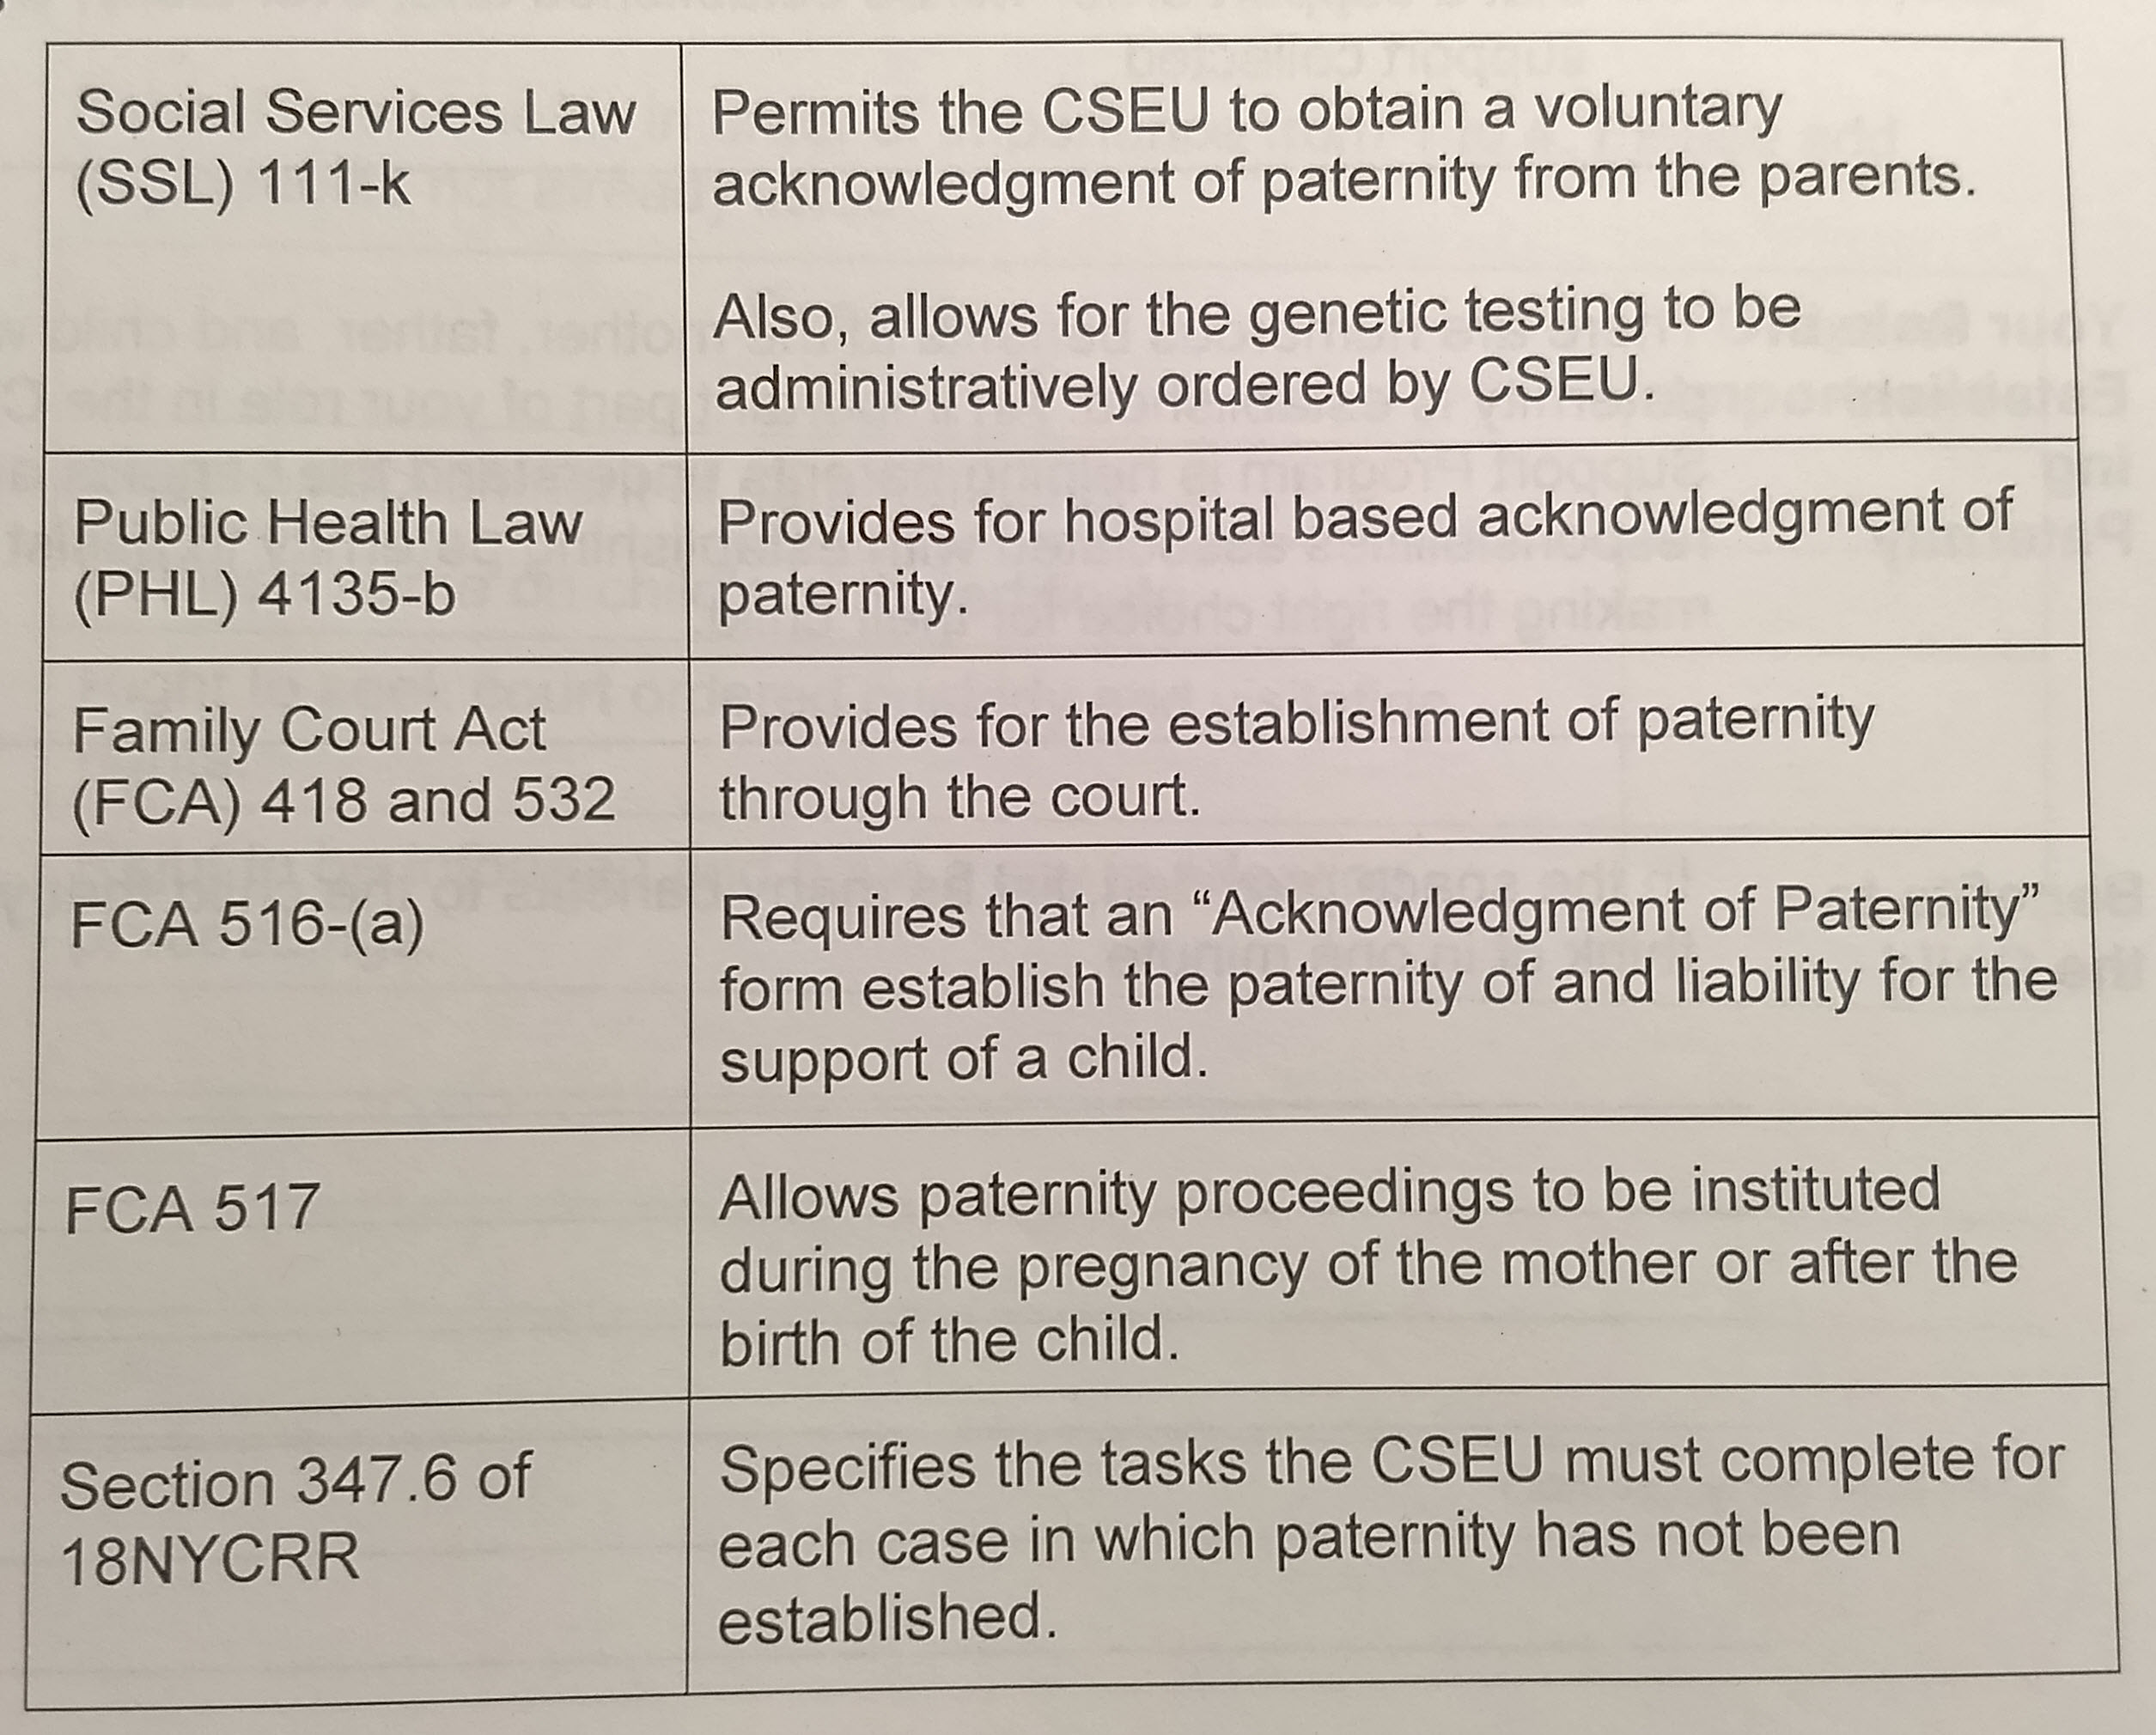 Social Services Law
(SSL) 111-k
Permits the CSEU to obtain a voluntary
acknowledgment of paternity from the parents.
Also, allows for the genetic testing to be
administratively ordered by CSEU.
Public Health Law
(PHL) 4135-b
Provides for hospital based acknowledgment of
paternity.
Family Court Act
(FCA) 418 and 532
Provides for the establishment of paternity
through the court.
FCA 516-(a)
Requires that an “Acknowledgment of Paternity”
form establish the paternity of and liability for the
support of a child.
FCA 517
Allows paternity proceedings to be instituted
during the pregnancy of the mother or after the
birth of the child.
Section 347.6 of
18NYCRR
Specifies the tasks the CSEU must complete for
each case in which paternity has not been
established.